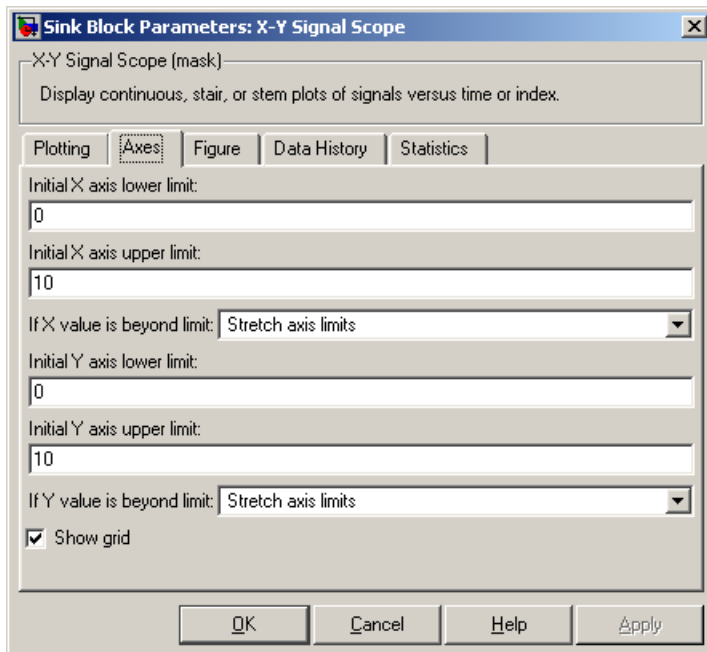 Sink Block Parameters: X-Y Signal Scope
X-Y Signal Scope (mask)
Display continuous, stair, or stem plots of signals versus time or index.
Plotting Axes Figure Data History Statistics
Initial X axis lower limit:
0
Initial X axis upper limit:
10
If X value is beyond limit: Stretch axis limits
Initial Y axis lower limit:
0
Initial Y axis upper limit:
10
If Y value is beyond limit: Stretch axis limits
Show grid
OK Cancel Help Apply